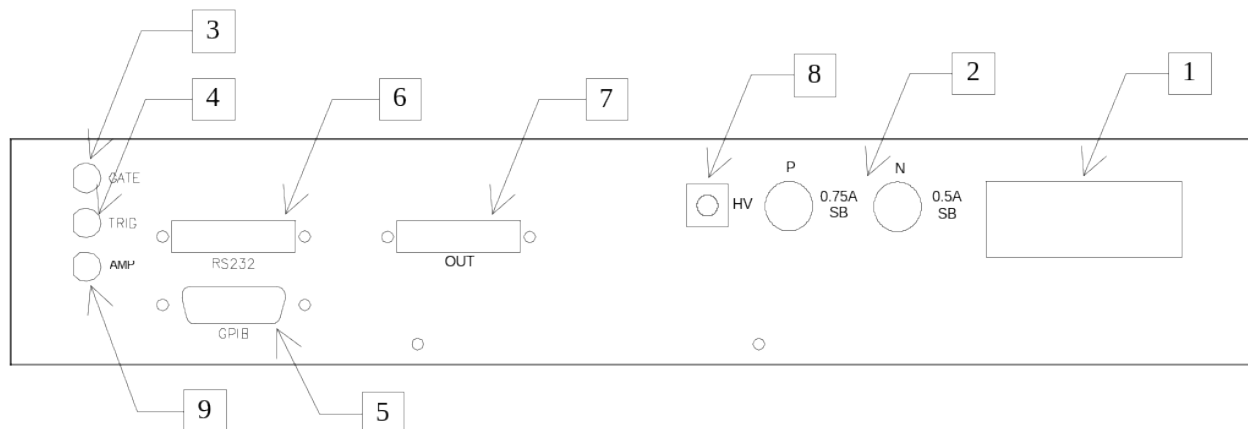 3
8
2
1
4
6
7
P
N
GATE
HV
0.75A
SB
0.5A
SB
TRIG
AMP
RS232
OUT
GPIB
9
5